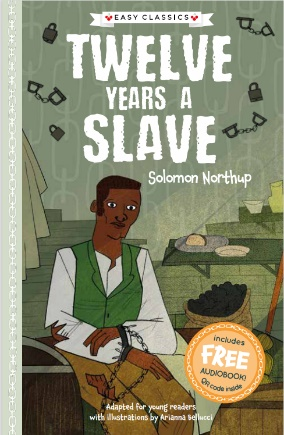 EASY CLASSICS
TWELVE
YEARS A
SLAVE
Solomon Northup
includes
FREE
AUDIOBOOK!
QR code inside
Adapted for young readers
with illustrations by Arianna Bellucci